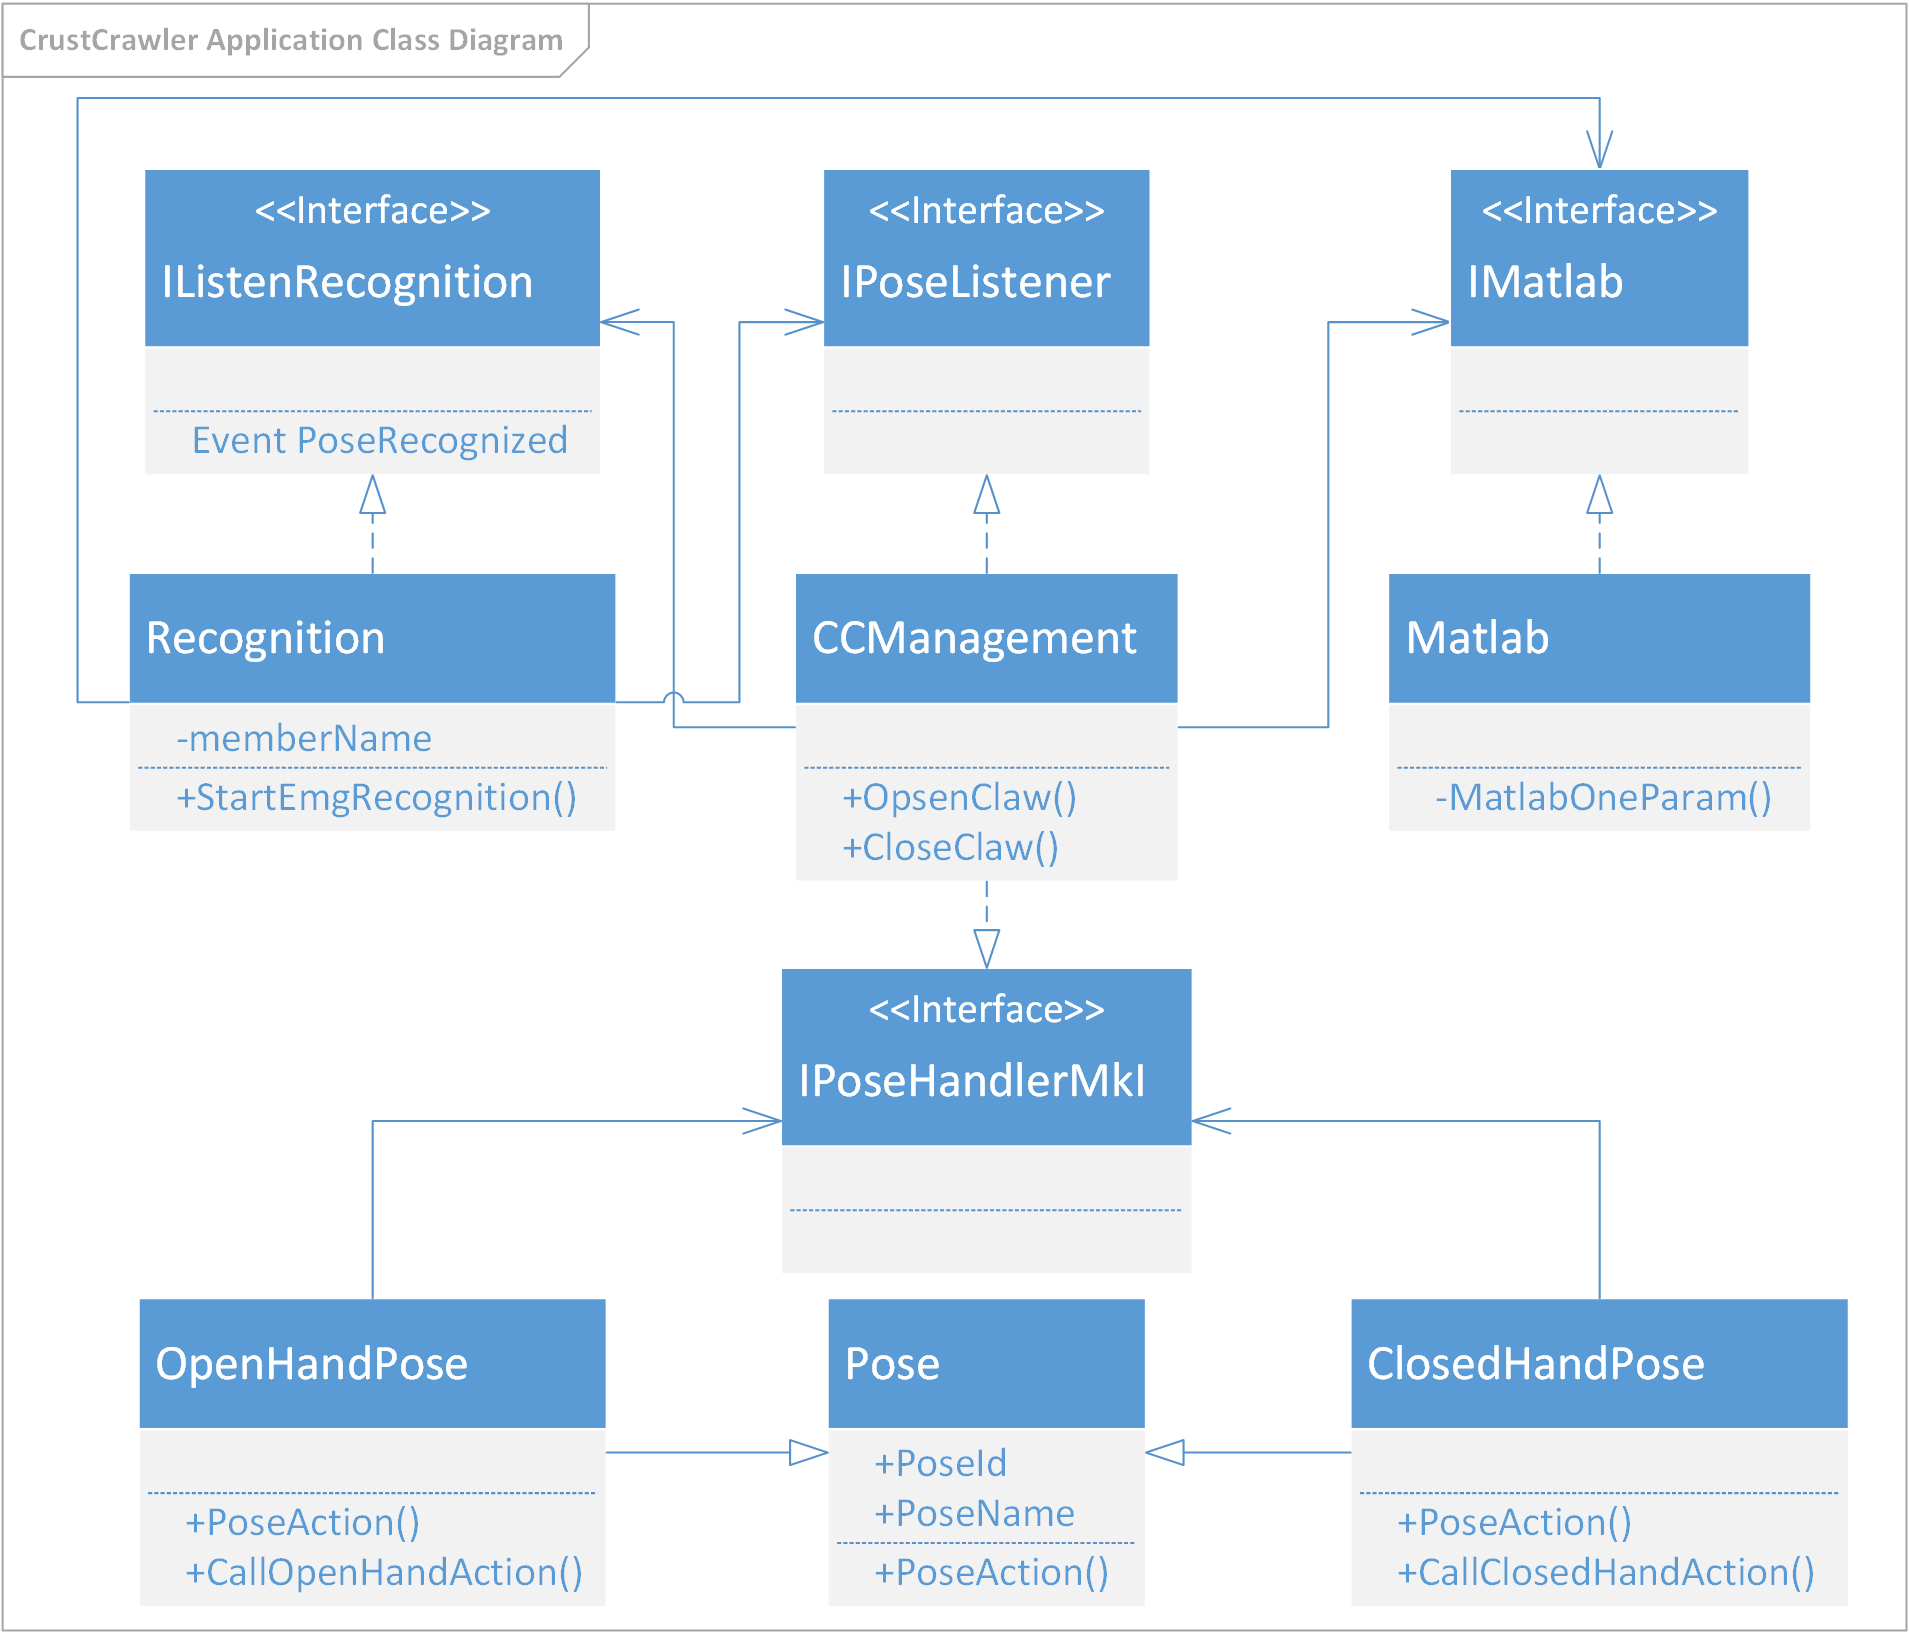 CrustCrawler Application Class Diagram
<<Interface>>
IListenRecognition
Event PoseRecognized
<<Interface>>
IPoseListener
<<Interface>>
IMatlab
Recognition
-memberName
+StartEmgRecognition()
CCManagement
+OpsenClaw()
+CloseClaw()
Matlab
-MatlabOneParam()
<<Interface>>
IPoseHandlerMkI
OpenHandPose
+PoseAction()
+CallOpenHandAction()
Pose
+PoseId
+PoseName
+PoseAction()
ClosedHandPose
+PoseAction()
+CallClosedHandAction()